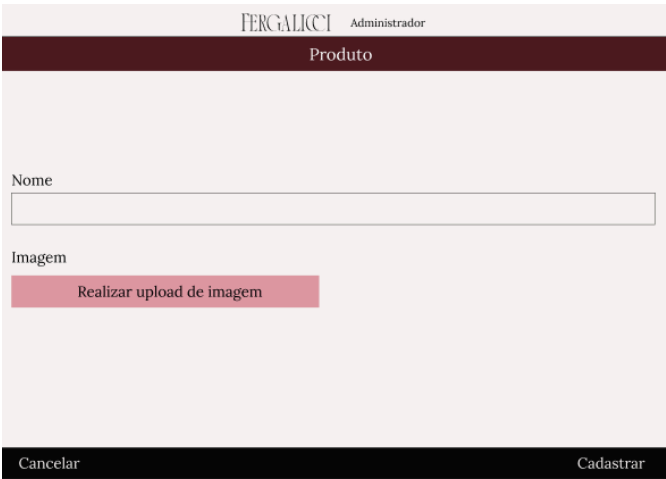 FERGALICCI Administrador
Produto
Nome
Imagem
Realizar upload de imagem
Cancelar Cadastrar